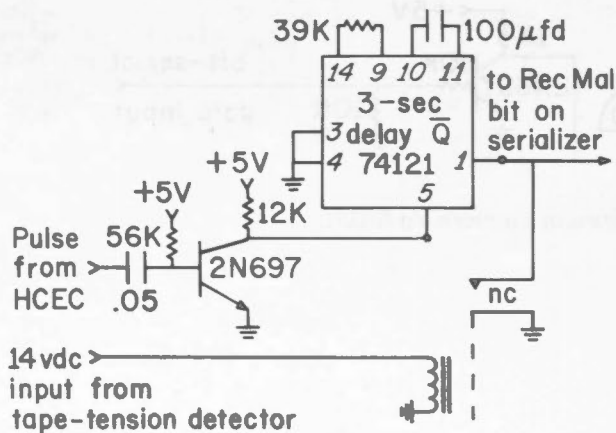 39K
100µfd
14 9 10 11
3-sec
delay Q̅
74121
3
4
1
5
to Rec Mal
bit on
serializer
+5V
+5V
12K
56K
Pulse
from
HCEC
.05
2N697
nc
14vdc
input from
tape-tension detector